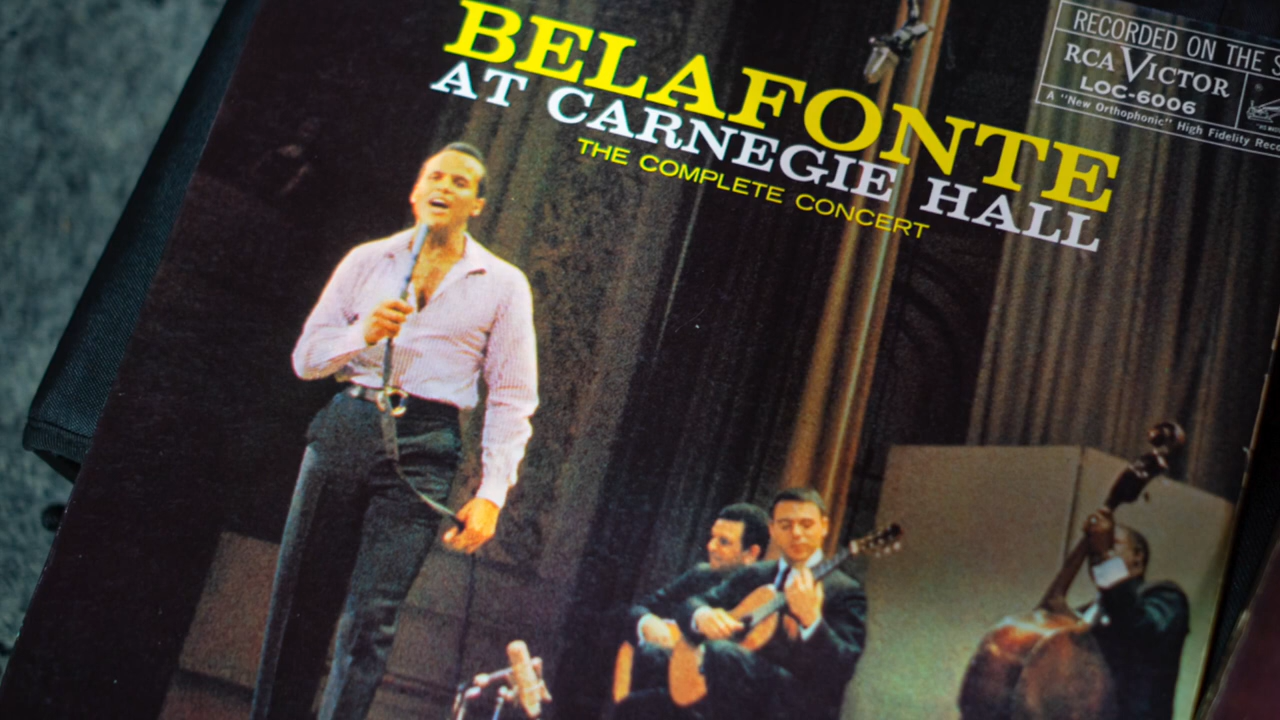 BELAFONTE
AT CARNEGIE HALL
THE COMPLETE CONCERT
RECORDED ON THE
RCA VICTOR
LOC-6006
A "New Orthophonic" High Fidelity